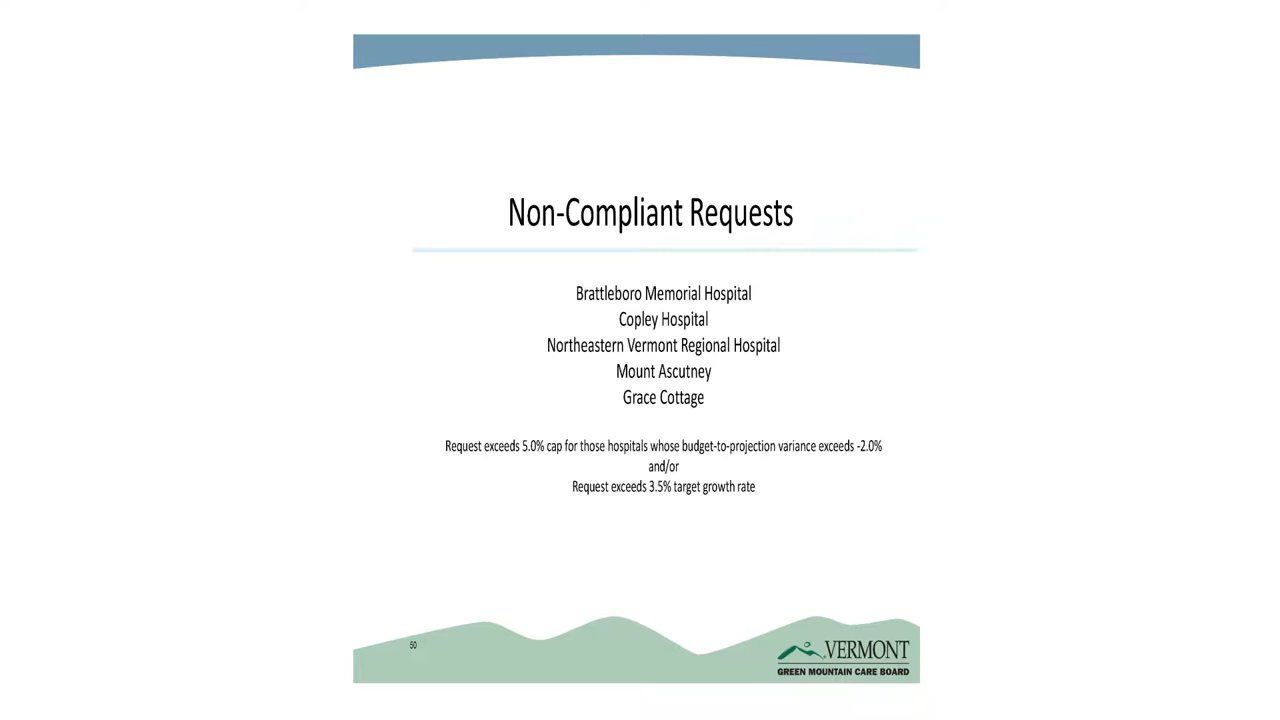 Non-Compliant Requests
Brattleboro Memorial Hospital
Copley Hospital
Northeastern Vermont Regional Hospital
Mount Ascutney
Grace Cottage
Request exceeds 5.0% cap for those hospitals whose budget-to-projection variance exceeds -2.0%
and/or
Request exceeds 3.5% target growth rate
50
VERMONT
GREEN MOUNTAIN CARE BOARD